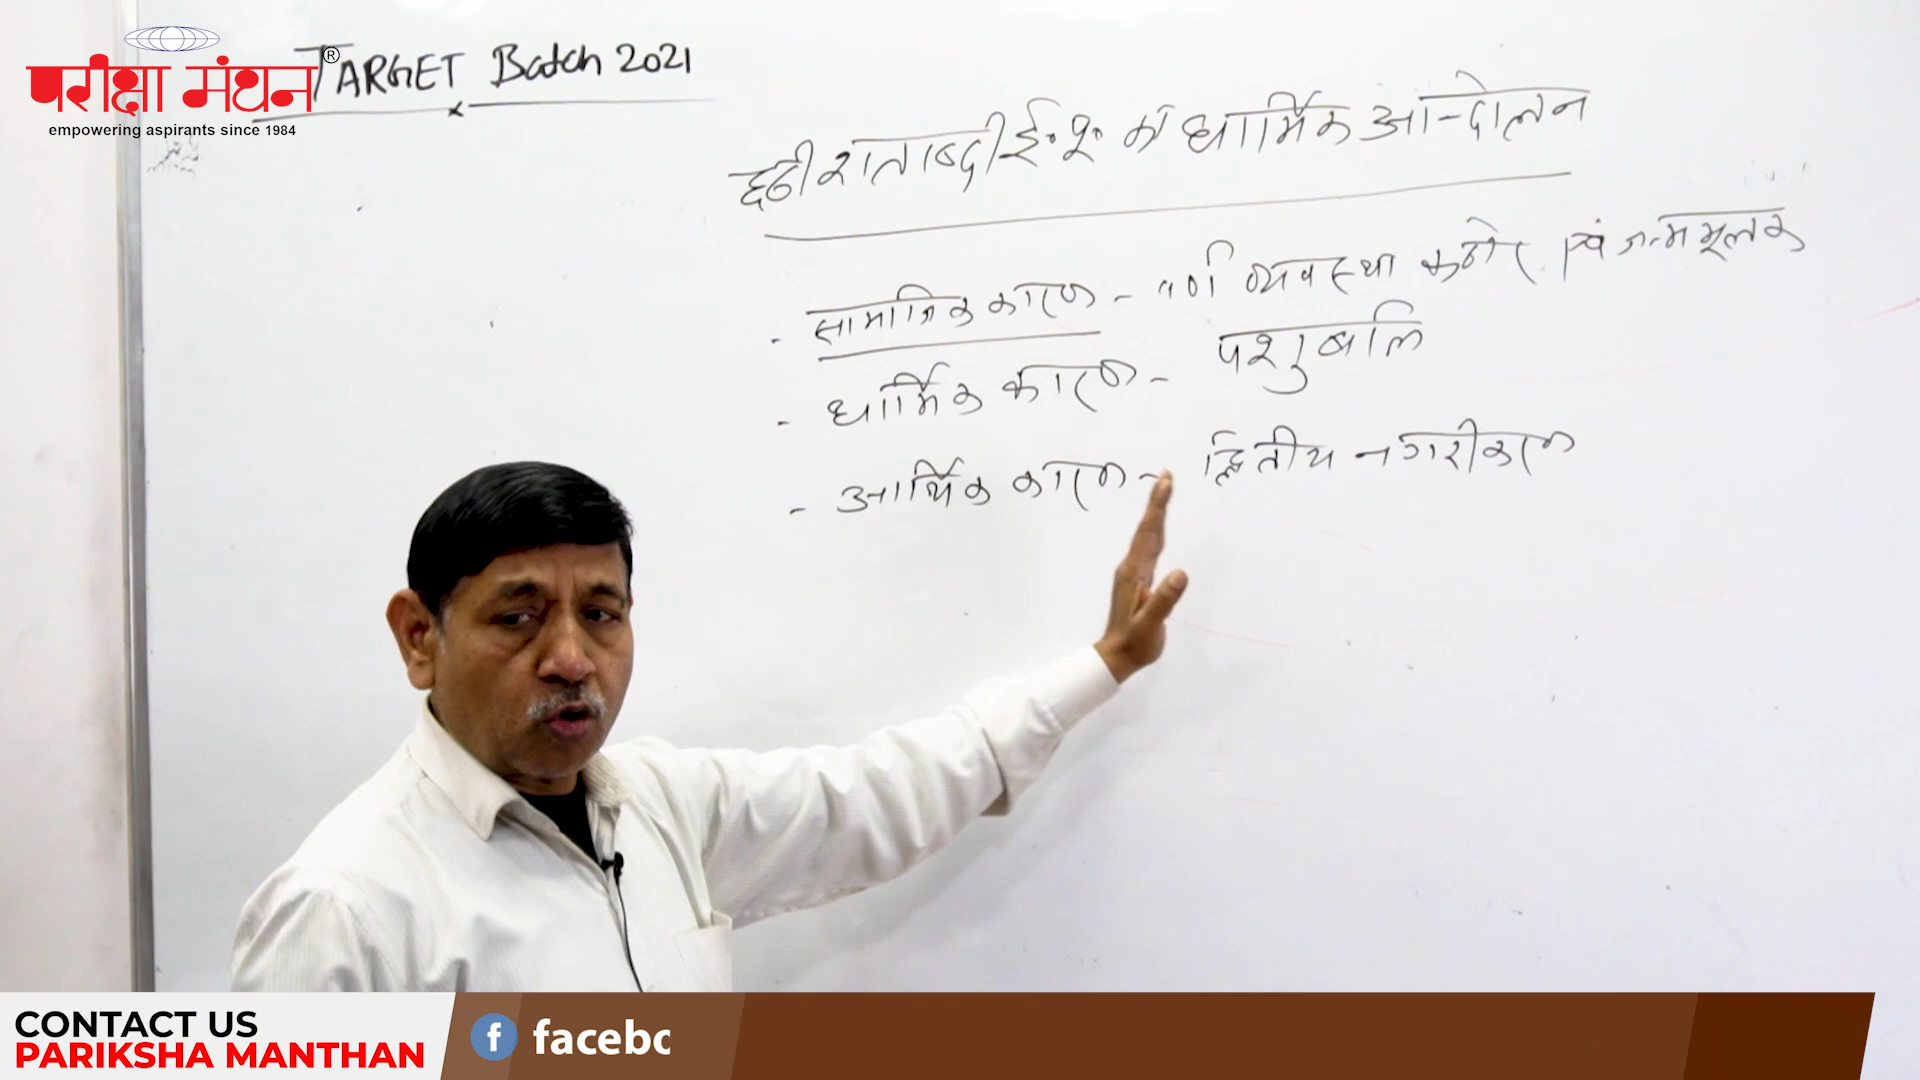 परीक्षा मंथन®
empowering aspirants since 1984
TARGET Batch 2021
छठी शताब्दी ई॰ पू॰ के धार्मिक आन्दोलन
- सामाजिक कारण - वर्ण व्यवस्था कठोर एवं जन्ममूलक
- धार्मिक कारण - पशुबलि
- आर्थिक कारण - द्वितीय नगरीकरण
CONTACT US
PARIKSHA MANTHAN
f facebo